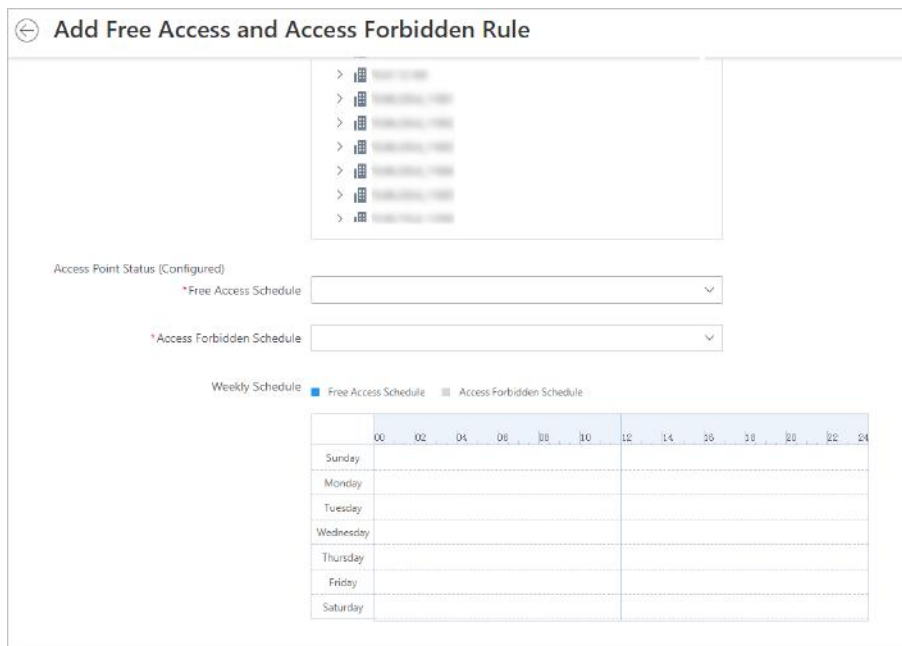 Add Free Access and Access Forbidden Rule
Access Point Status (Configured)
*Free Access Schedule
*Access Forbidden Schedule
Weekly Schedule
Free Access Schedule Access Forbidden Schedule
00 02 04 06 08 10 12 14 16 18 20 22 24
Sunday
Monday
Tuesday
Wednesday
Thursday
Friday
Saturday